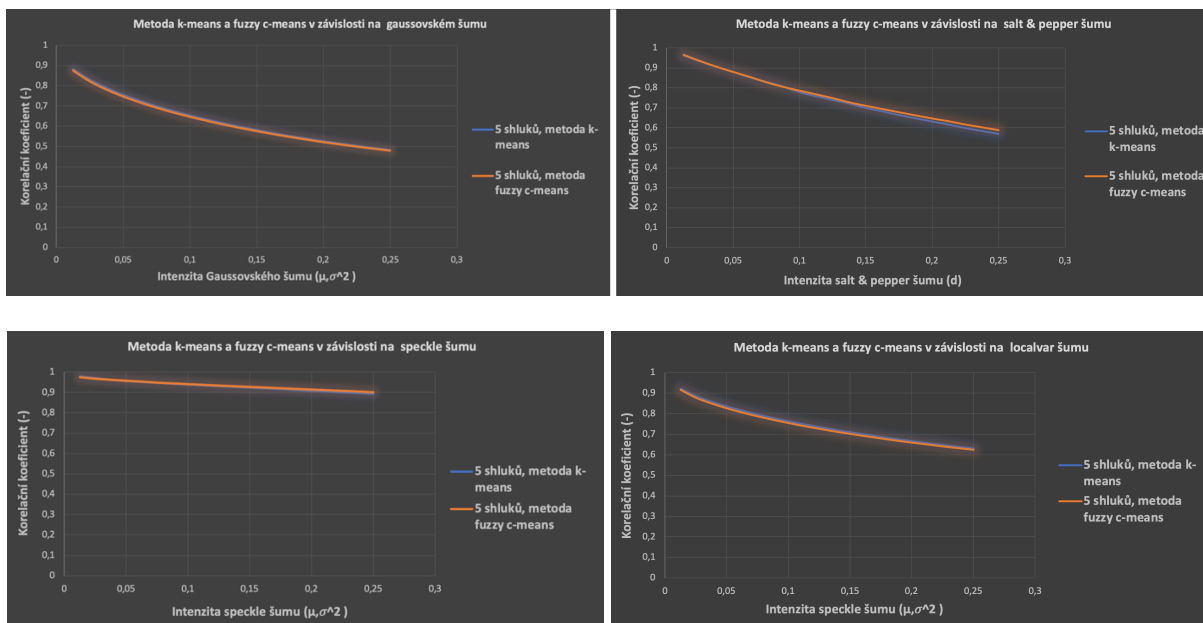 Metoda k-means a fuzzy c-means v závislosti na gaussovském šumu
1
0,9
0,8
0,7
0,6
0,5
0,4
0,3
0,2
0,1
0
Korelační koeficient (-)
0 0,05 0,1 0,15 0,2 0,25 0,3
Intenzita Gaussovského šumu (μ,σ^2 )
5 shluků, metoda k-
means
5 shluků, metoda
fuzzy c-means
Metoda k-means a fuzzy c-means v závislosti na salt & pepper šumu
1
0,9
0,8
0,7
0,6
0,5
0,4
0,3
0,2
0,1
0
Korelační koeficient (-)
0 0,05 0,1 0,15 0,2 0,25 0,3
Intenzita salt & pepper šumu (d)
5 shluků, metoda
k-means
5 shluků, metoda
fuzzy c-means
Metoda k-means a fuzzy c-means v závislosti na speckle šumu
1
0,9
0,8
0,7
0,6
0,5
0,4
0,3
0,2
0,1
0
Korelační koeficient (-)
0 0,05 0,1 0,15 0,2 0,25 0,3
Intenzita speckle šumu (μ,σ^2 )
5 shluků, metoda k-
means
5 shluků, metoda
fuzzy c-means
Metoda k-means a fuzzy c-means v závislosti na localvar šumu
1
0,9
0,8
0,7
0,6
0,5
0,4
0,3
0,2
0,1
0
Korelační koeficient (-)
0 0,05 0,1 0,15 0,2 0,25 0,3
Intenzita speckle šumu (μ,σ^2 )
5 shluků, metoda k-
means
5 shluků, metoda
fuzzy c-means